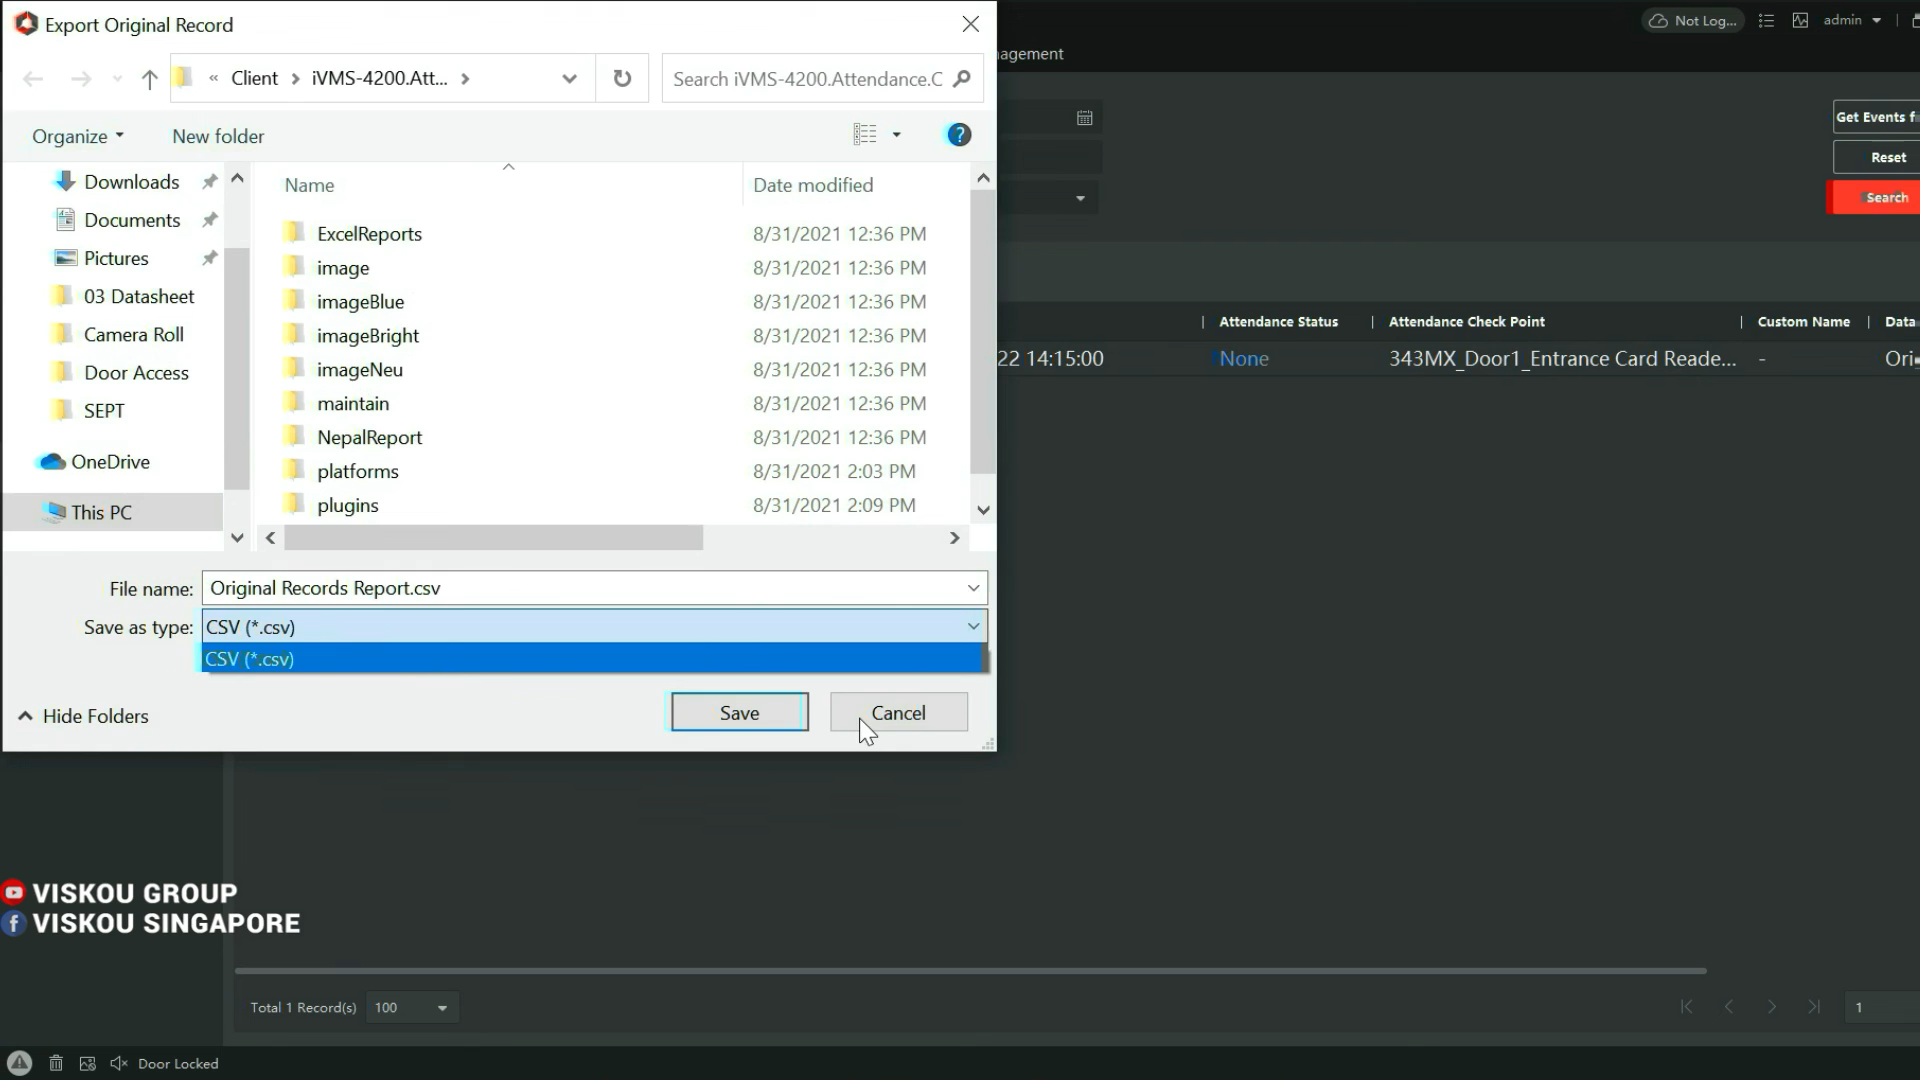 Export Original Record
« Client > iVMS-4200.Att... >
Search iVMS-4200.Attendance.C
Organize
New folder
Downloads
Documents
Pictures
03 Datasheet
Camera Roll
Door Access
SEPT
OneDrive
This PC
Name Date modified
ExcelReports 8/31/2021 12:36 PM
image 8/31/2021 12:36 PM
imageBlue 8/31/2021 12:36 PM
imageBright 8/31/2021 12:36 PM
imageNeu 8/31/2021 12:36 PM
maintain 8/31/2021 12:36 PM
NepalReport 8/31/2021 12:36 PM
platforms 8/31/2021 2:03 PM
plugins 8/31/2021 2:09 PM
File name: Original Records Report.csv
Save as type: CSV (*.csv)
CSV (*.csv)
Hide Folders
Save
Cancel
Not Log...
admin
agement
Get Events f
Reset
Search
| Attendance Status | Attendance Check Point | Custom Name | Data
22 14:15:00 None 343MX_Door1_Entrance Card Reade... - Ori
VISKOU GROUP
VISKOU SINGAPORE
Total 1 Record(s) 100
1
Door Locked